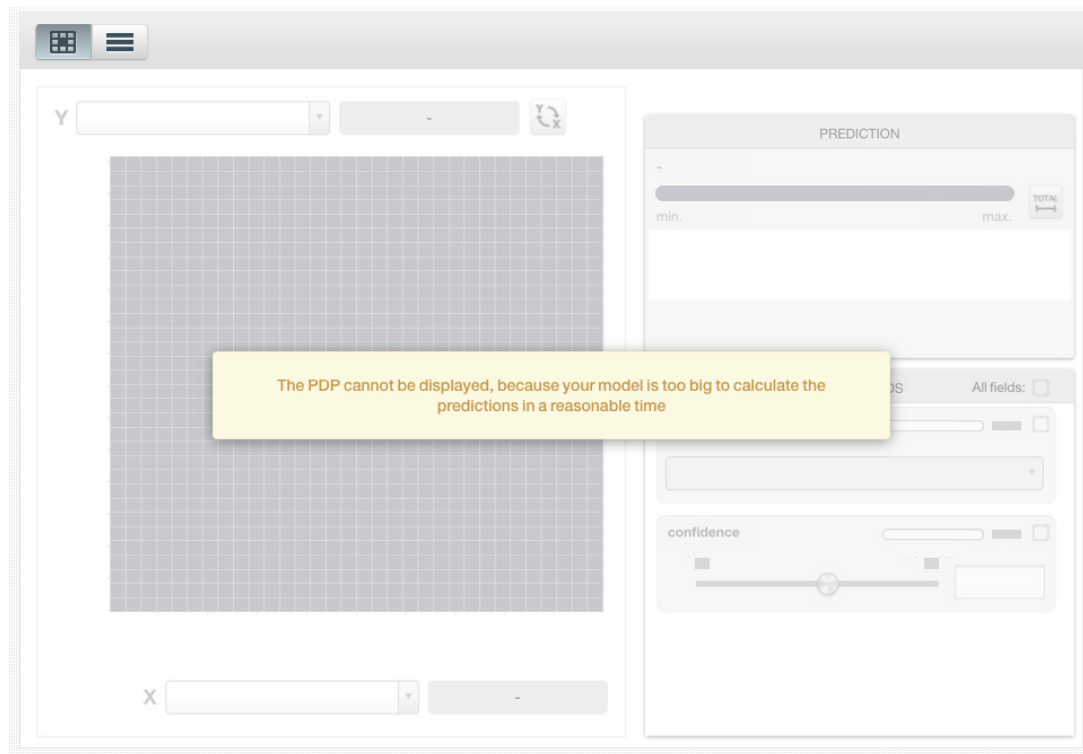 Y
-
Y
X
PREDICTION
-
TOTAL
min. max.
The PDP cannot be displayed, because your model is too big to calculate the
predictions in a reasonable time
All fields:
confidence
X
-